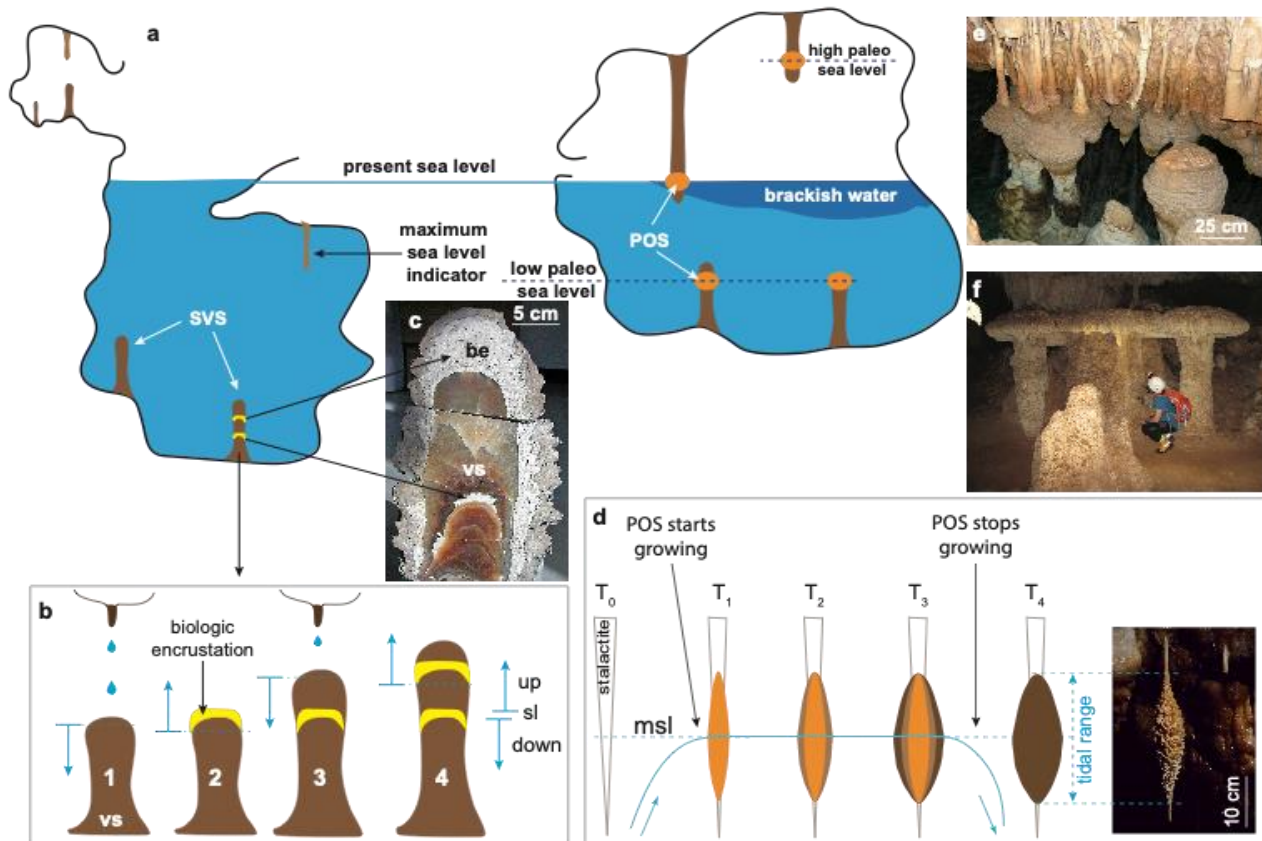 a
high paleo
sea level
present sea level
brackish water
POS
maximum
sea level
indicator
low paleo
sea level
SVS
c
5 cm
be
vs
e
25 cm
f
b
biologic
encrustation
up
sl
down
1
2
3
4
vs
d
POS starts
growing
POS stops
growing
T0
T1
T2
T3
T4
stalactite
msl
tidal range
10 cm